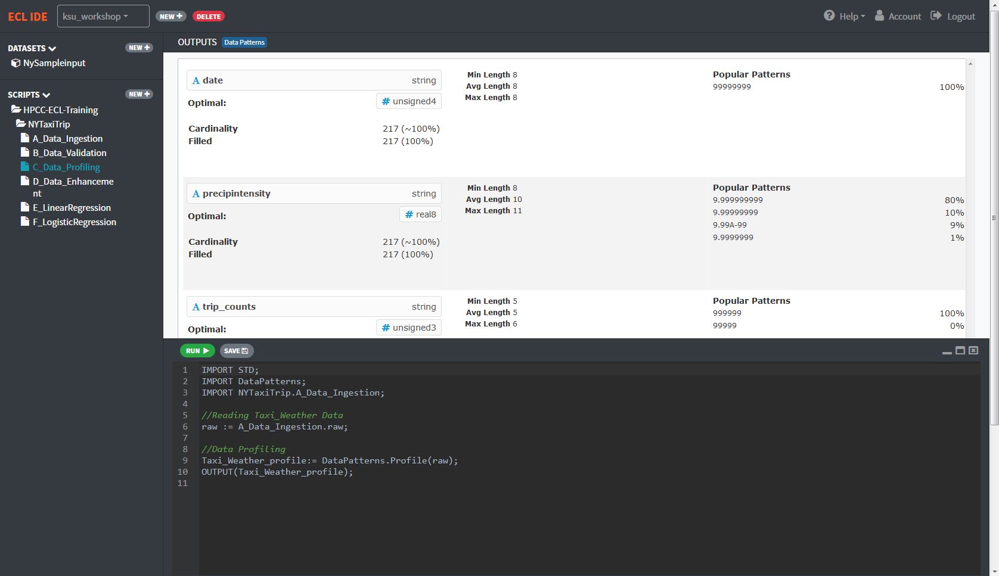 ECL IDE
ksu_workshop
NEW
DELETE
Help
Account
Logout
DATASETS
NEW
NySampleinput
SCRIPTS
NEW
HPCC-ECL-Training
NYTaxiTrip
A_Data_Ingestion
B_Data_Validation
C_Data_Profiling
D_Data_Enhanceme
nt
E_LinearRegression
F_LogisticRegression
OUTPUTS Data Patterns
A date string
Optimal: # unsigned4
Cardinality 217 (~100%)
Filled 217 (100%)
Min Length 8
Avg Length 8
Max Length 8
Popular Patterns
99999999 100%
A precipintensity string
Optimal: # real8
Cardinality 217 (~100%)
Filled 217 (100%)
Min Length 8
Avg Length 10
Max Length 11
Popular Patterns
9.999999999 80%
9.99999999 10%
9.99A-99 9%
9.9999999 1%
A trip_counts string
Optimal: # unsigned3
Min Length 5
Avg Length 5
Max Length 6
Popular Patterns
999999 100%
99999 0%
RUN SAVE
1 IMPORT STD;
2 IMPORT DataPatterns;
3 IMPORT NYTaxiTrip.A_Data_Ingestion;
4
5 //Reading Taxi_Weather Data
6 raw := A_Data_Ingestion.raw;
7
8 //Data Profiling
9 Taxi_Weather_profile:= DataPatterns.Profile(raw);
10 OUTPUT(Taxi_Weather_profile);
11